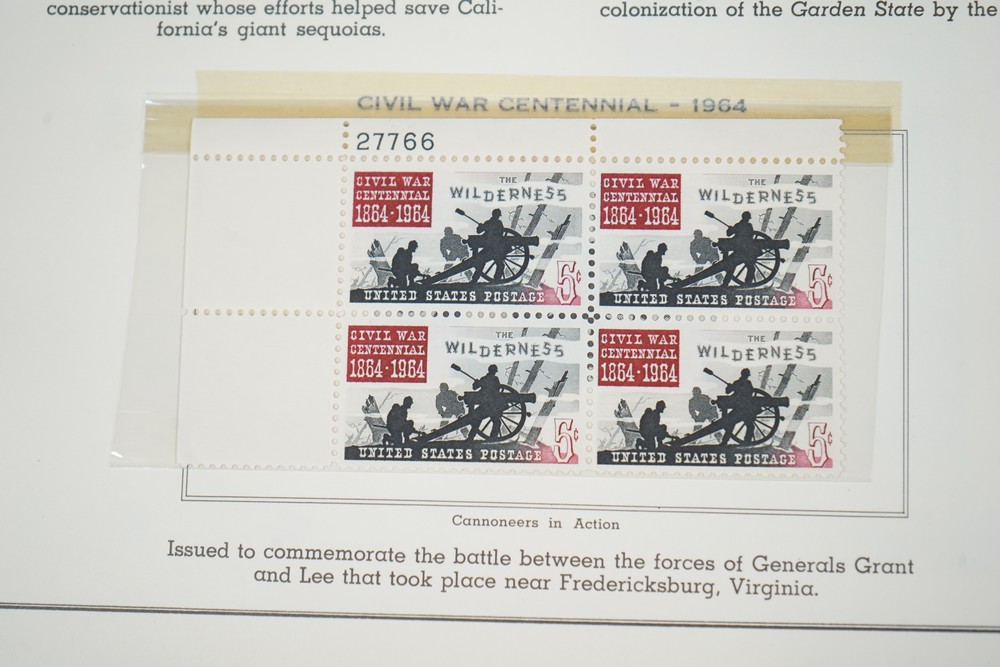 conservationist whose efforts helped save Cali-
fornia's giant sequoias.
colonization of the Garden State by the
CIVIL WAR CENTENNIAL - 1964
27766
CIVIL WAR
CENTENNIAL
1864-1964
THE
WILDERNESS
5¢
UNITED STATES POSTAGE
CIVIL WAR
CENTENNIAL
1864-1964
THE
WILDERNESS
5¢
UNITED STATES POSTAGE
CIVIL WAR
CENTENNIAL
1864-1964
THE
WILDERNESS
5¢
UNITED STATES POSTAGE
CIVIL WAR
CENTENNIAL
1864-1964
THE
WILDERNESS
5¢
UNITED STATES POSTAGE
Cannoneers in Action
Issued to commemorate the battle between the forces of Generals Grant
and Lee that took place near Fredericksburg, Virginia.